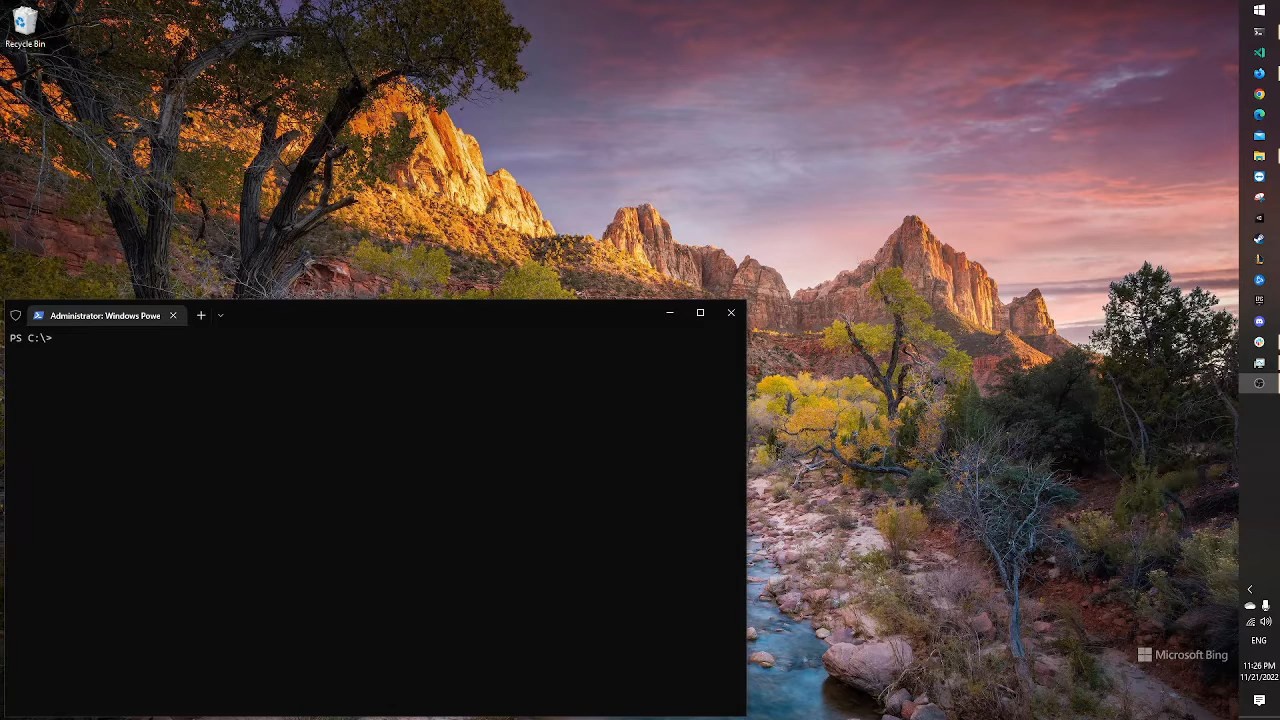 Recycle Bin
Administrator: Windows Powe
PS C:\>
Microsoft Bing
ENG
11:26 PM
11/21/2022